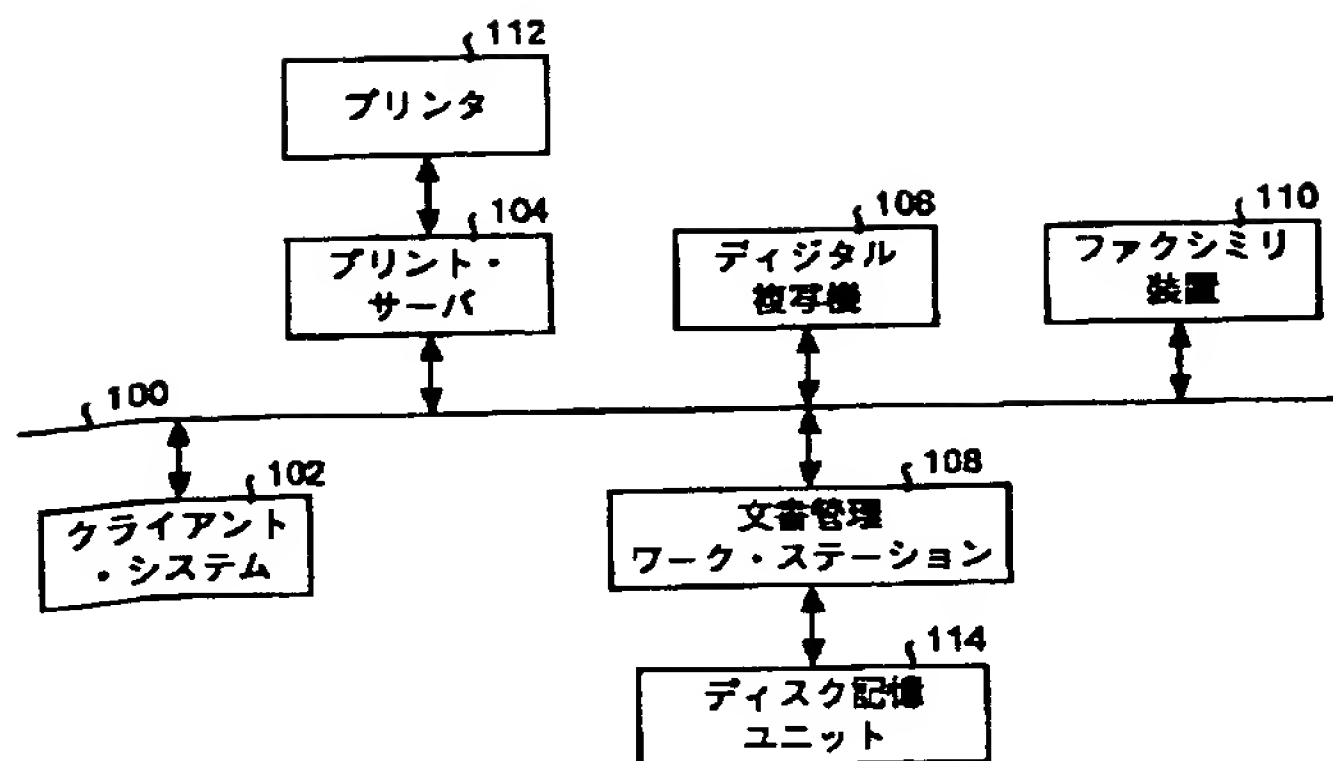 112
プリンタ
104
プリント・
サーバ
106
ディジタル
複写機
110
ファクシミリ
装置
100
102
クライアント
・システム
108
文書管理
ワーク・ステーション
114
ディスク記憶
ユニット